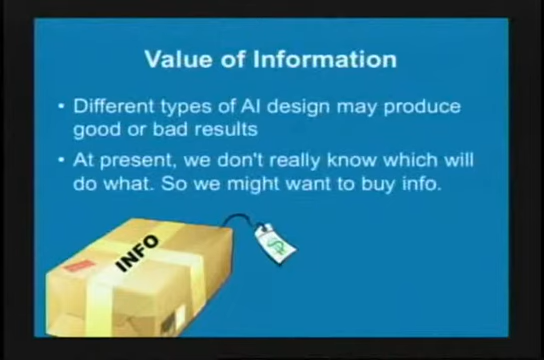 Value of Information
• Different types of AI design may produce
good or bad results
• At present, we don't really know which will
do what. So we might want to buy info.
INFO
$